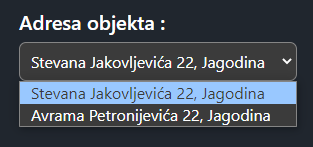 Adresa objekta :
Stevana Jakovljevića 22, Jagodina
Stevana Jakovljevića 22, Jagodina
Avrama Petronijevića 22, Jagodina